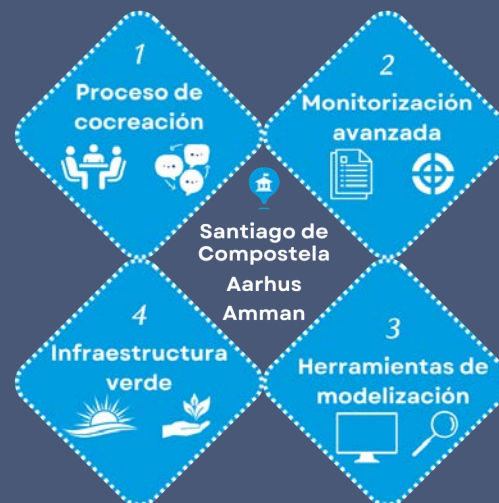 1
Proceso de
cocreación
2
Monitorización
avanzada
Santiago de
Compostela
Aarhus
Amman
4
Infraestructura
verde
3
Herramientas de
modelización